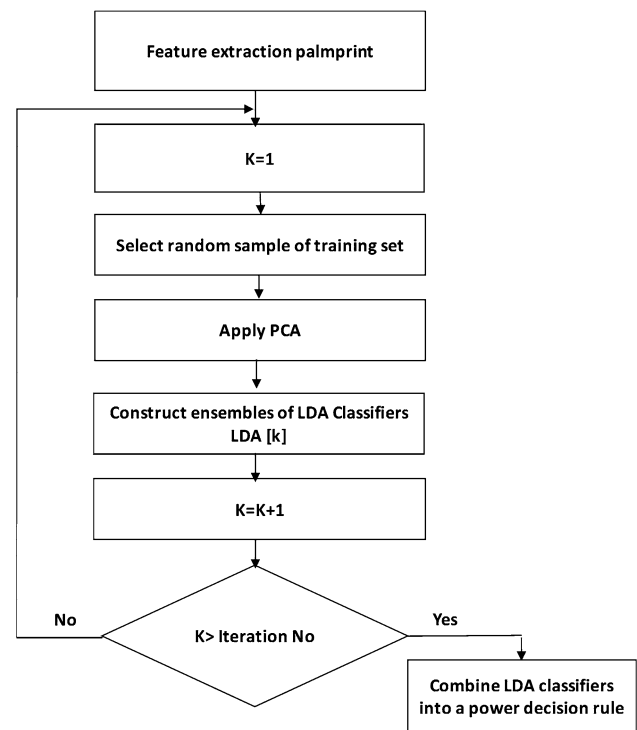 Feature extraction palmprint
K=1
Select random sample of training set
Apply PCA
Construct ensembles of LDA Classifiers
LDA [k]
K=K+1
No
K> Iteration No
Yes
Combine LDA classifiers
into a power decision rule